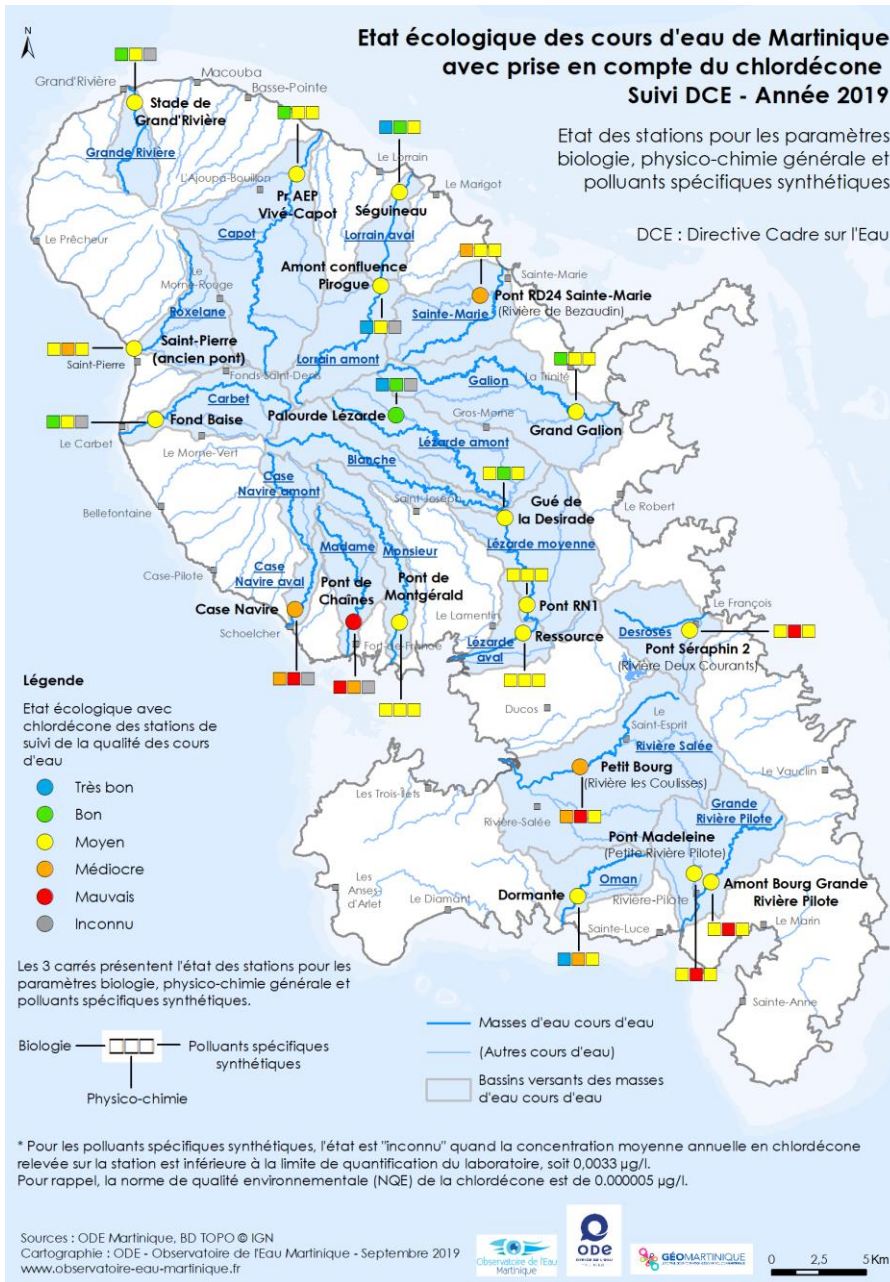 Etat écologique des cours d'eau de Martinique
avec prise en compte du chlordécone
Suivi DCE - Année 2019
Etat des stations pour les paramètres
biologie, physico-chimie générale et
polluants spécifiques synthétiques
DCE : Directive Cadre sur l'Eau
N
Grand'Rivière
Macouba
Basse-Pointe
Stade de
Grand'Rivière
Grande Rivière
L'Ajoupa-Bouillon
Pr AEP
Vivé-Capot
Capot
Le Lorrain
Séguineau
Le Marigot
Lorrain aval
Le Prêcheur
Le
Morne-Rouge
Amont confluence
Pirogue
Sainte-Marie
Pont RD24 Sainte-Marie
(Rivière de Bezaudin)
Sainte-Marie
Roxelane
Saint-Pierre
(ancien pont)
Saint-Pierre
Fonds-Saint-Denis
Lorrain amont
Galion
La Trinité
Carbet
Fond Baise
Le Carbet
Le Morne-Vert
Palourde Lézarde
Gros-Morne
Grand Galion
Lézarde amont
Blanche
Case
Navire amont
Saint-Joseph
Gué de
la Desirade
Le Robert
Bellefontaine
Lézarde moyenne
Madame
Monsieur
Case-Pilote
Case
Navire aval
Pont de
Chaînes
Pont de
Montgérald
Case Navire
Schoelcher
Fort-de-France
Le Lamentin
Pont RN1
Ressource
Lézarde
aval
Le François
Desroses
Pont Séraphin 2
(Rivière Deux Courants)
Ducos
Le
Saint-Esprit
Rivière Salée
Petit Bourg
(Rivière les Coulisses)
Le Vauclin
Les Trois-Îlets
Rivière-Salée
Grande
Rivière Pilote
Pont Madeleine
(Petite Rivière Pilote)
Les
Anses-
d'Arlet
Le Diamant
Dormante
Oman
Rivière-Pilote
Sainte-Luce
Amont Bourg Grande
Rivière Pilote
Le Marin
Sainte-Anne
Légende
Etat écologique avec
chlordécone des stations de
suivi de la qualité des cours
d'eau
Très bon
Bon
Moyen
Médiocre
Mauvais
Inconnu
Les 3 carrés présentent l'état des stations pour les
paramètres biologie, physico-chimie générale et
polluants spécifiques synthétiques.
Biologie
Polluants spécifiques
synthétiques
Physico-chimie
Masses d'eau cours d'eau
(Autres cours d'eau)
Bassins versants des masses
d'eau cours d'eau
* Pour les polluants spécifiques synthétiques, l'état est "inconnu" quand la concentration moyenne annuelle en chlordécone
relevée sur la station est inférieure à la limite de quantification du laboratoire, soit 0,0033 µg/l.
Pour rappel, la norme de qualité environnementale (NQE) de la chlordécone est de 0.000005 µg/l.
Sources : ODE Martinique, BD TOPO © IGN
Cartographie : ODE - Observatoire de l'Eau Martinique - Septembre 2019
www.observatoire-eau-martinique.fr
Observatoire de l'Eau
Martinique
ODE
GÉOMARTINIQUE
0 2,5 5 Km